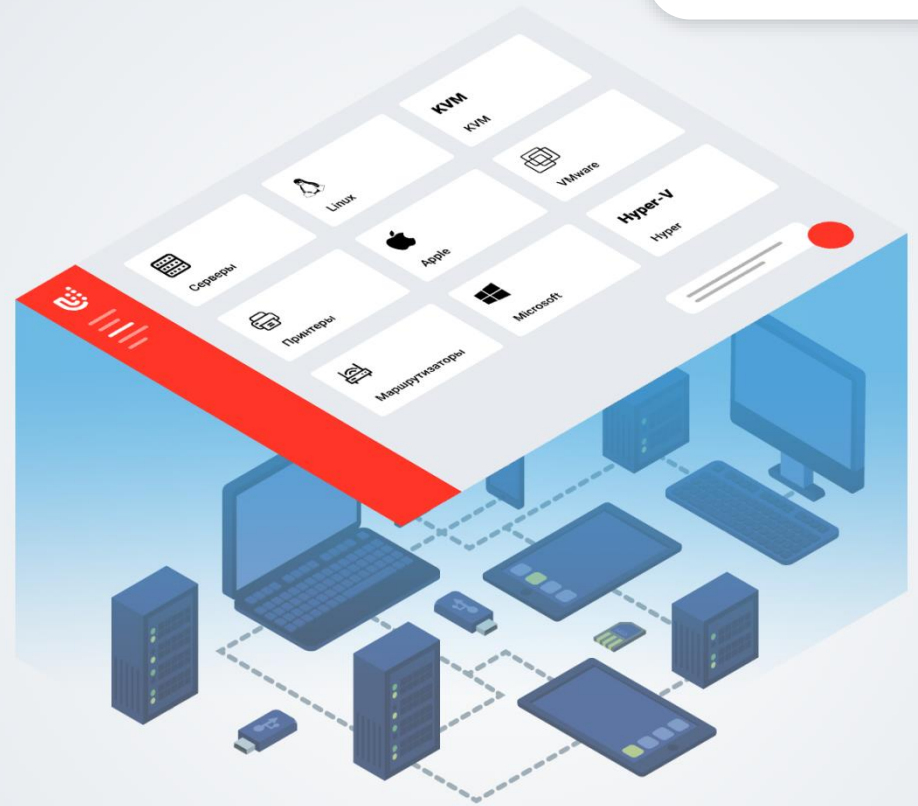 KVM
KVM
Linux
VMware
Серверы
Apple
Hyper-V
Hyper
Принтеры
Microsoft
Маршрутизаторы